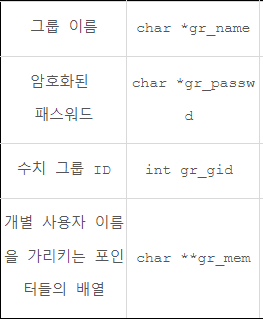 그룹 이름 char *gr_name
암호화된 char *gr_passw
패스워드 d
수치 그룹 ID int gr_gid
개별 사용자 이름
을 가리키는 포인 char **gr_mem
터들의 배열